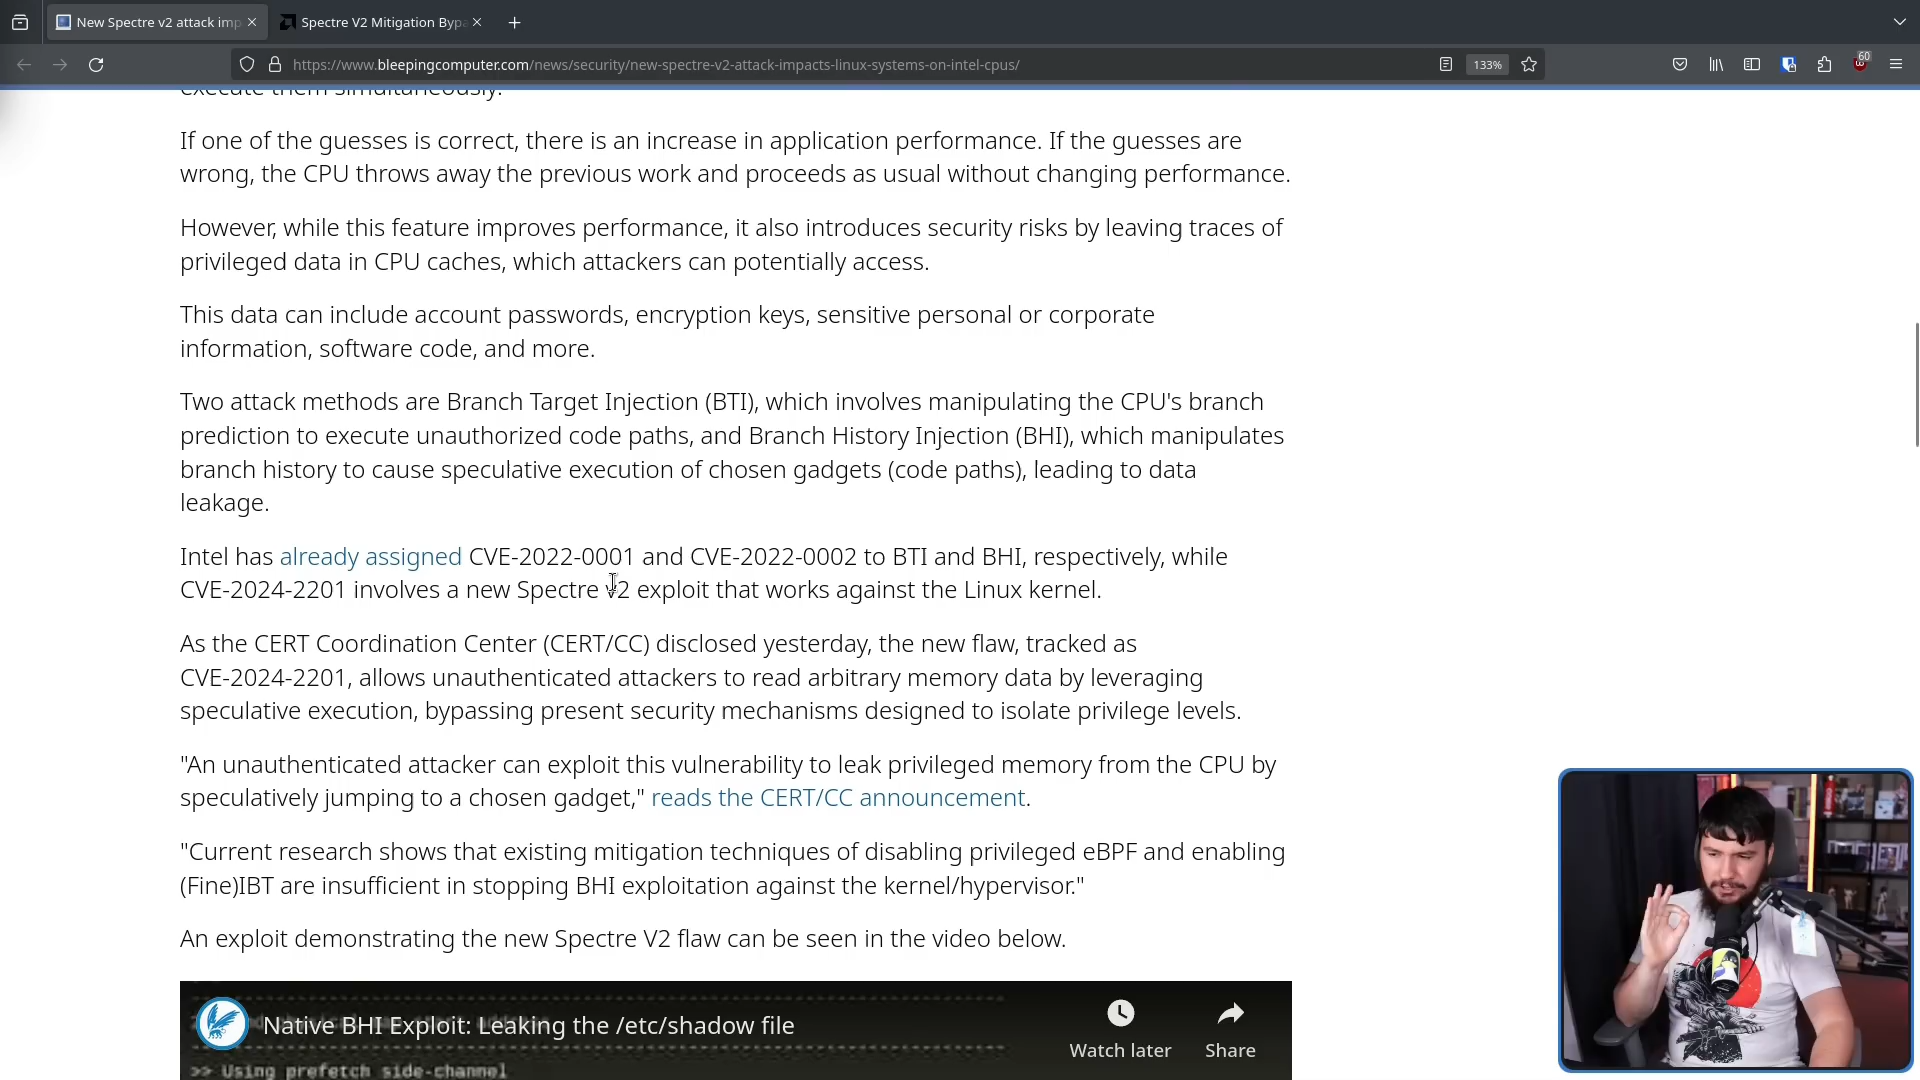 New Spectre v2 attack imp
Spectre V2 Mitigation Byp
https://www.bleepingcomputer.com/news/security/new-spectre-v2-attack-impacts-linux-systems-on-intel-cpus/
133%
60
execute them simultaneously.
If one of the guesses is correct, there is an increase in application performance. If the guesses are
wrong, the CPU throws away the previous work and proceeds as usual without changing performance.
However, while this feature improves performance, it also introduces security risks by leaving traces of
privileged data in CPU caches, which attackers can potentially access.
This data can include account passwords, encryption keys, sensitive personal or corporate
information, software code, and more.
Two attack methods are Branch Target Injection (BTI), which involves manipulating the CPU's branch
prediction to execute unauthorized code paths, and Branch History Injection (BHI), which manipulates
branch history to cause speculative execution of chosen gadgets (code paths), leading to data
leakage.
Intel has already assigned CVE-2022-0001 and CVE-2022-0002 to BTI and BHI, respectively, while
CVE-2024-2201 involves a new Spectre v2 exploit that works against the Linux kernel.
As the CERT Coordination Center (CERT/CC) disclosed yesterday, the new flaw, tracked as
CVE-2024-2201, allows unauthenticated attackers to read arbitrary memory data by leveraging
speculative execution, bypassing present security mechanisms designed to isolate privilege levels.
"An unauthenticated attacker can exploit this vulnerability to leak privileged memory from the CPU by
speculatively jumping to a chosen gadget," reads the CERT/CC announcement.
"Current research shows that existing mitigation techniques of disabling privileged eBPF and enabling
(Fine)IBT are insufficient in stopping BHI exploitation against the kernel/hypervisor."
An exploit demonstrating the new Spectre V2 flaw can be seen in the video below.
Native BHI Exploit: Leaking the /etc/shadow file
Watch later
Share
>> Using prefetch side-channel